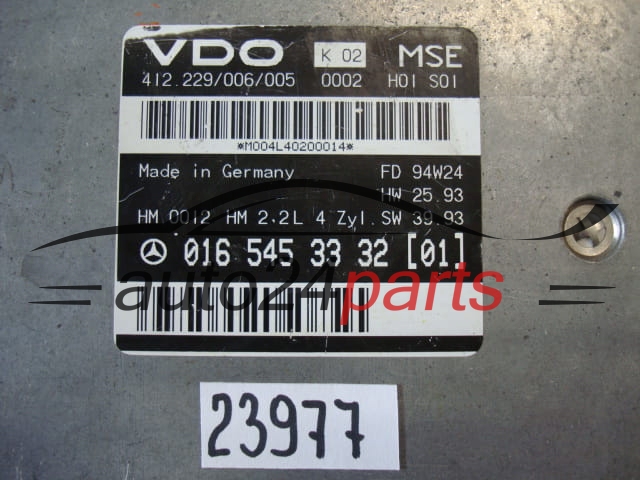 VDO K 02 MSE
412.229/006/005 0002 H01 S01
*M004L40200014*
Made in Germany FD 94W24
HW 25.93
HM 0012 HM 2.2L 4 Zyl. SW 39.93
016 545 33 32 [01]
auto24parts
23977